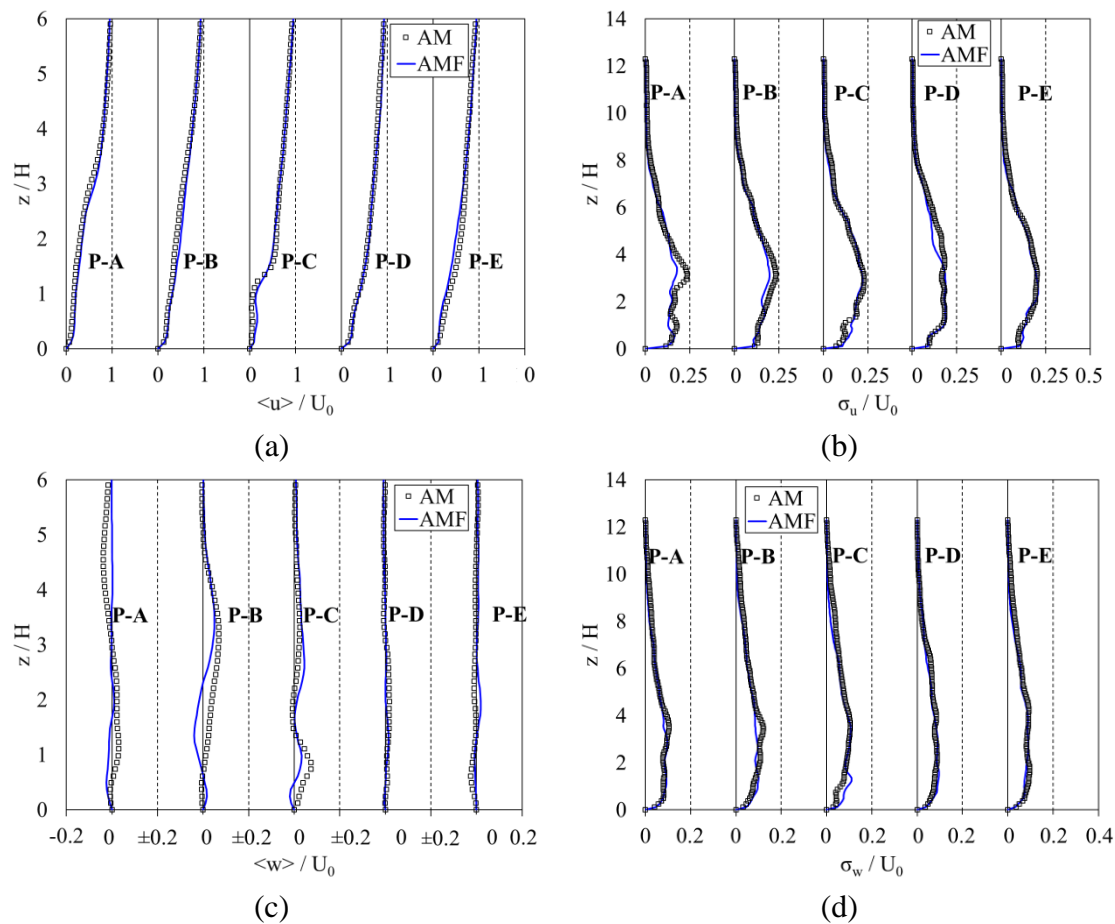 6
5
4
3
2
1
0
z / H
AM
AMF
P-A P-B P-C P-D P-E
0 1 0 1 0 1 0 1 0 1 0
<u> / U0
(a)
14
12
10
8
6
4
2
0
z / H
AM
AMF
P-A P-B P-C P-D P-E
0 0.25 0 0.25 0 0.25 0 0.25 0 0.25 0.5
σu / U0
(b)
6
5
4
3
2
1
0
z / H
AM
AMF
P-A P-B P-C P-D P-E
-0.2 0 ±0.2 0 ±0.2 0 ±0.2 0 ±0.2 0 0.2
<w> / U0
(c)
14
12
10
8
6
4
2
0
z / H
AM
AMF
P-A P-B P-C P-D P-E
0 0.2 0 0.2 0 0.2 0 0.2 0 0.2 0.4
σw / U0
(d)